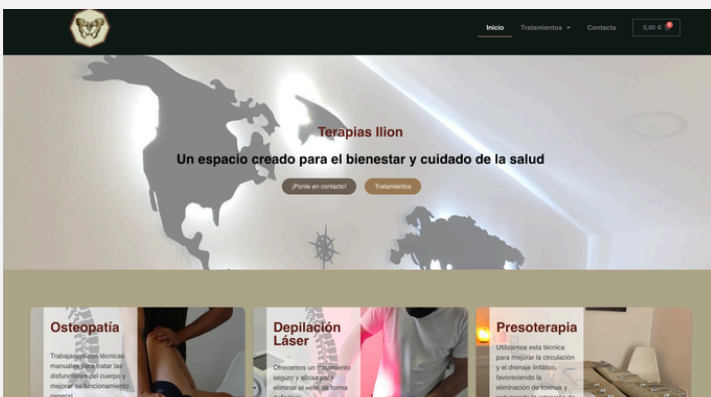 Inicio
Tratamientos
Contacta
0,00 €
0
Terapias Ilion
Un espacio creado para el bienestar y cuidado de la salud
¡Ponte en contacto!
Tratamientos
Osteopatía
Trabajamos con técnicas
manuales para tratar las
disfunciones del cuerpo y
mejorar su funcionamiento
general
Depilación
Láser
Ofrecemos un tratamiento
seguro y eficaz para
eliminar el vello de forma
Presoterapia
Utilizamos esta técnica
para mejorar la circulación
y el drenaje linfático,
favoreciendo la
eliminación de toxinas y